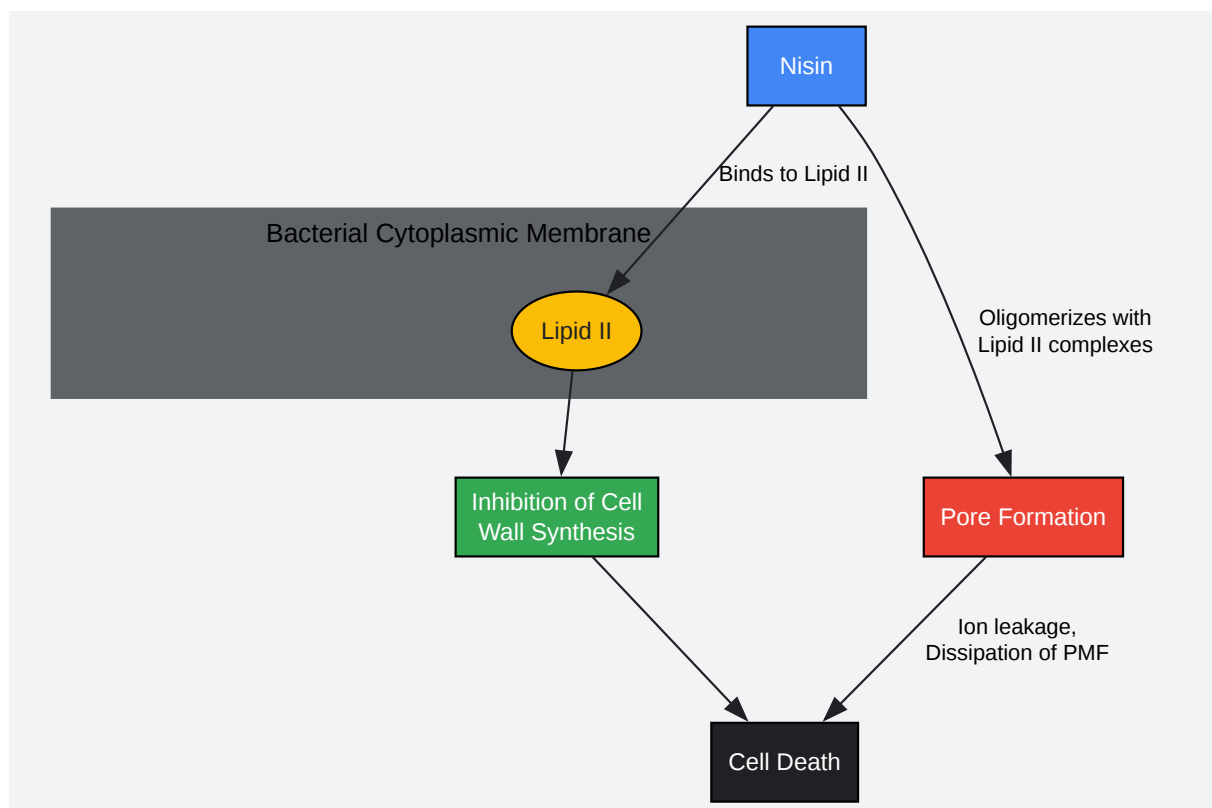 Nisin
Binds to Lipid II
Bacterial Cytoplasmic Membrane
Lipid II
Oligomerizes with
Lipid II complexes
Inhibition of Cell
Wall Synthesis
Pore Formation
Ion leakage,
Dissipation of PMF
Cell Death